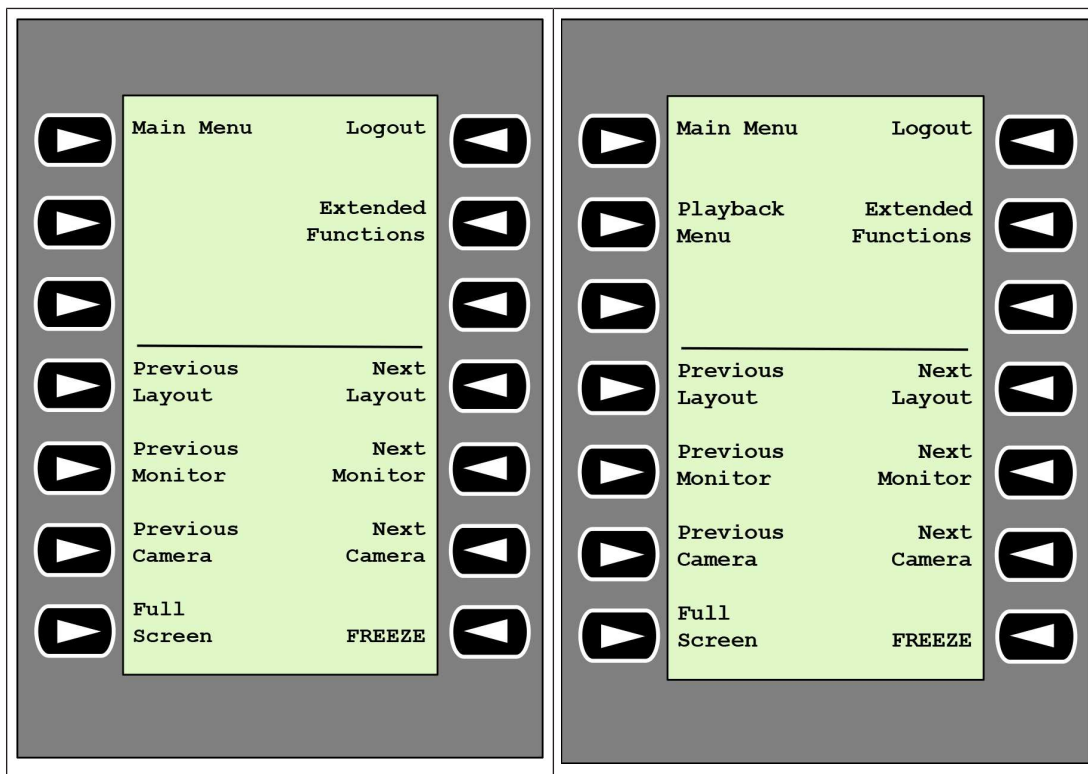 Main Menu Logout
Extended
Functions
Previous Next
Layout Layout
Previous Next
Monitor Monitor
Previous Next
Camera Camera
Full
Screen FREEZE
Main Menu Logout
Playback Extended
Menu Functions
Previous Next
Layout Layout
Previous Next
Monitor Monitor
Previous Next
Camera Camera
Full
Screen FREEZE